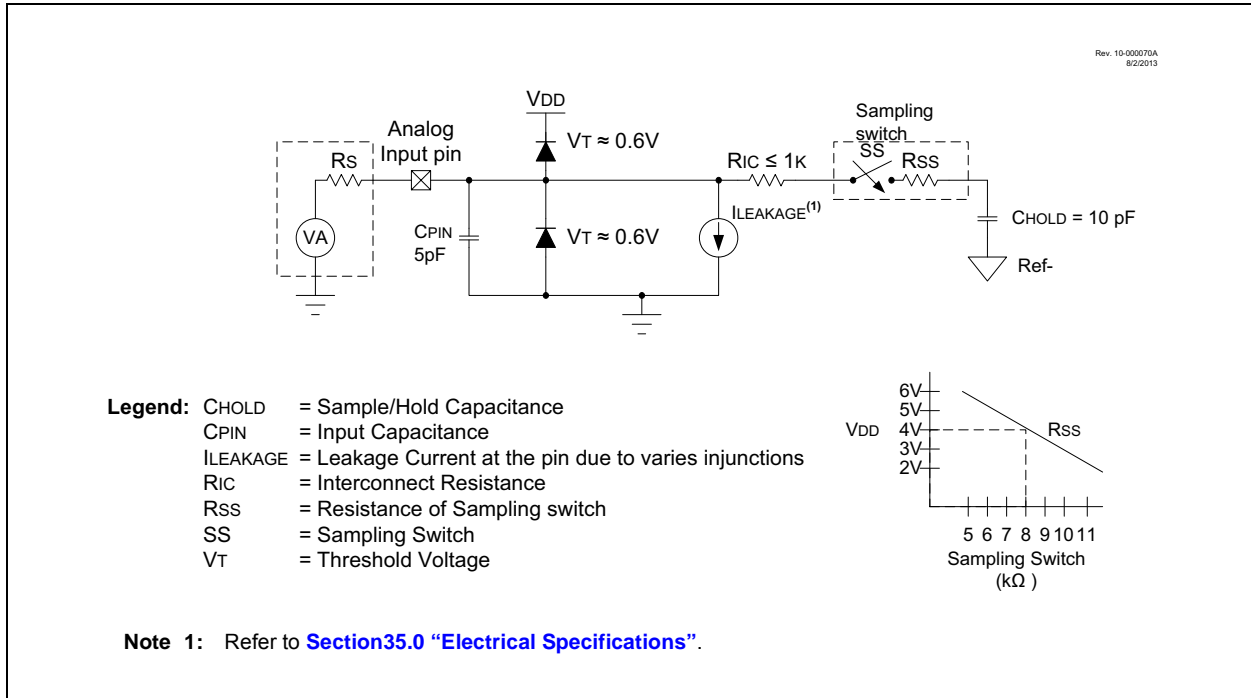 Rev. 10-000070A
8/2/2013
VDD
Sampling
switch
Analog
Input pin
VT ≈ 0.6V
RS
RIC ≤ 1K
SS
RSS
ILEAKAGE(1)
CHOLD = 10 pF
VA
CPIN
5pF
VT ≈ 0.6V
Ref-
Legend: CHOLD = Sample/Hold Capacitance
CPIN = Input Capacitance
ILEAKAGE = Leakage Current at the pin due to varies injunctions
RIC = Interconnect Resistance
RSS = Resistance of Sampling switch
SS = Sampling Switch
VT = Threshold Voltage
6V
5V
VDD 4V RSS
3V
2V
5 6 7 8 9 10 11
Sampling Switch
(kΩ )
Note 1: Refer to Section35.0 “Electrical Specifications”.